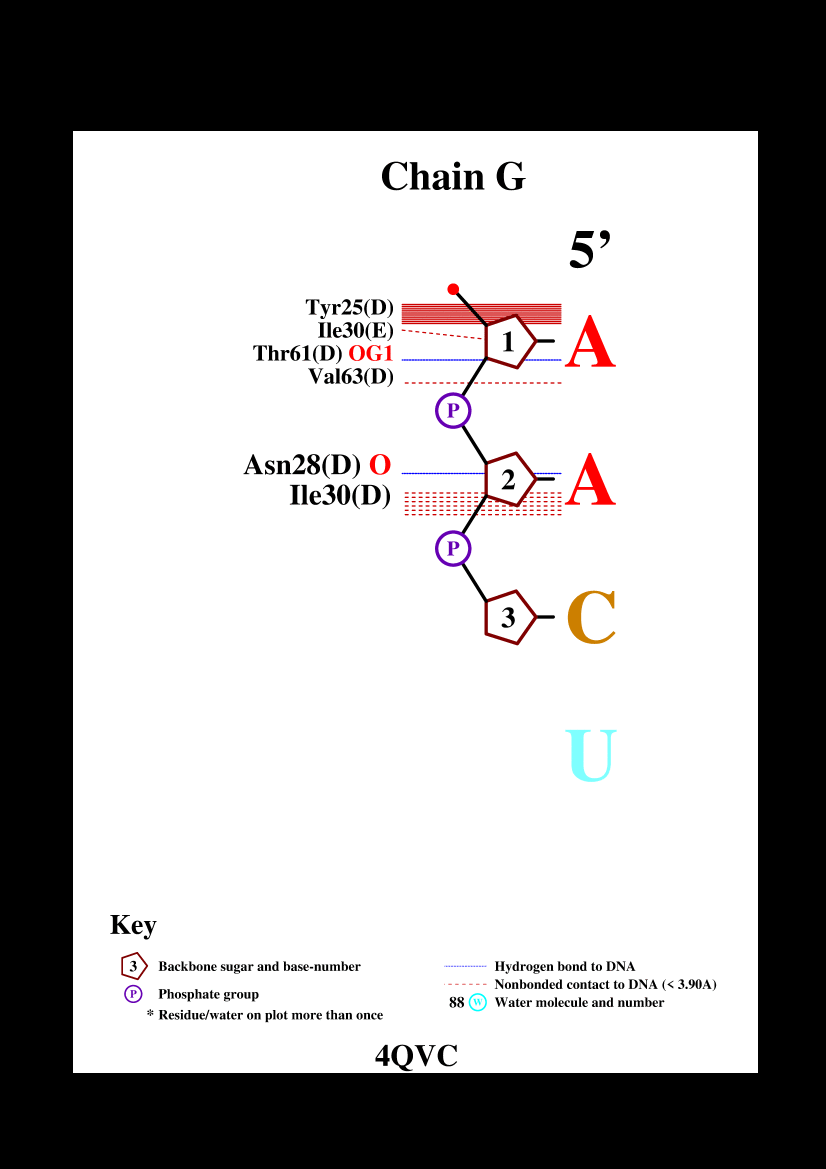 Chain G
5’
Tyr25(D)
Ile30(E)
1
A
Thr61(D) OG1
Val63(D)
P
Asn28(D) O
2
A
Ile30(D)
P
3
C
U
Key
3 Backbone sugar and base-number
P Phosphate group
* Residue/water on plot more than once
Hydrogen bond to DNA
Nonbonded contact to DNA (< 3.90A)
88 W Water molecule and number
4QVC